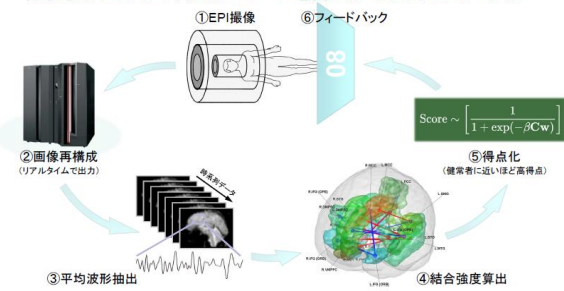 ①EPI撮像
⑥フィードバック
80
②画像再構成
(リアルタイムで出力)
Score ∼ [1 / (1 + exp(−βCw))]
⑤得点化
(健常者に近いほど高得点)
時系列データ
③平均波形抽出
④結合強度算出